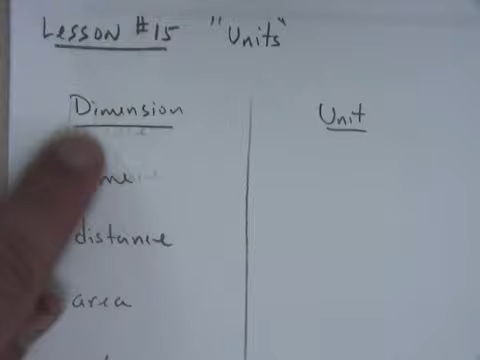 Lesson #15 "Units"
Dimension Unit
distance
area